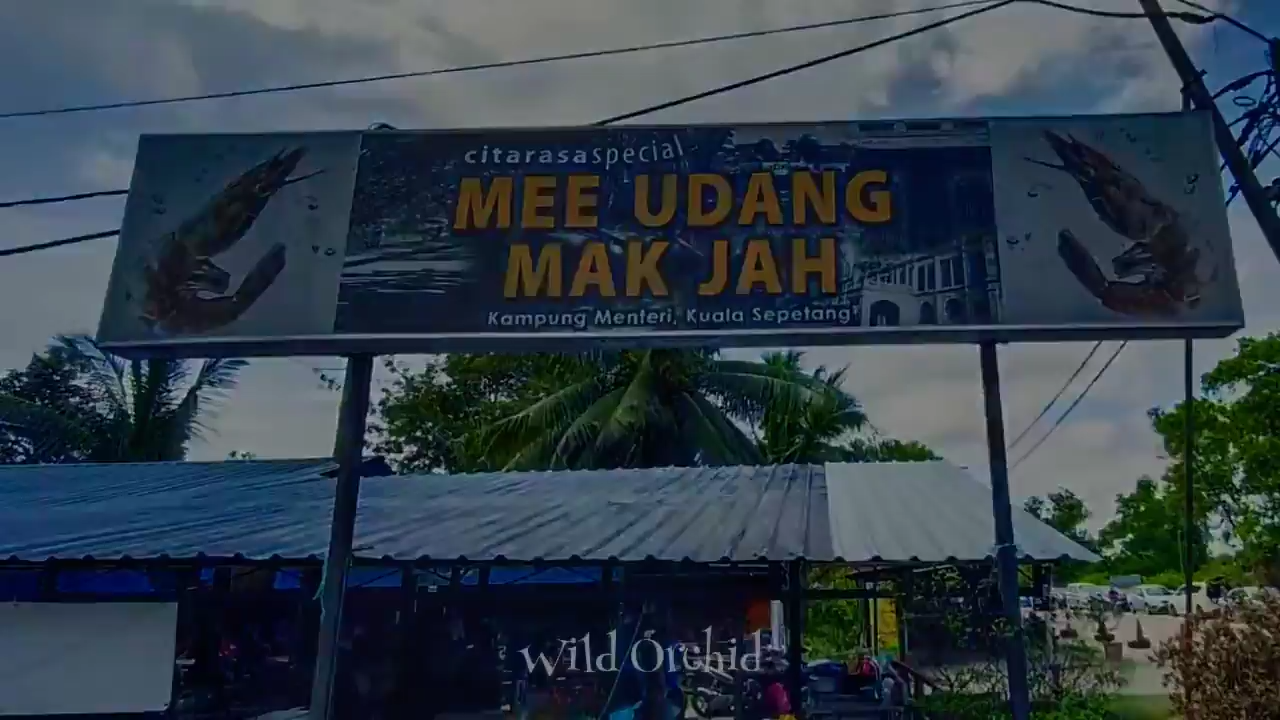 citarasaspecial
MEE UDANG
MAK JAH
Kampung Menteri, Kuala Sepetang
Wild Orchid